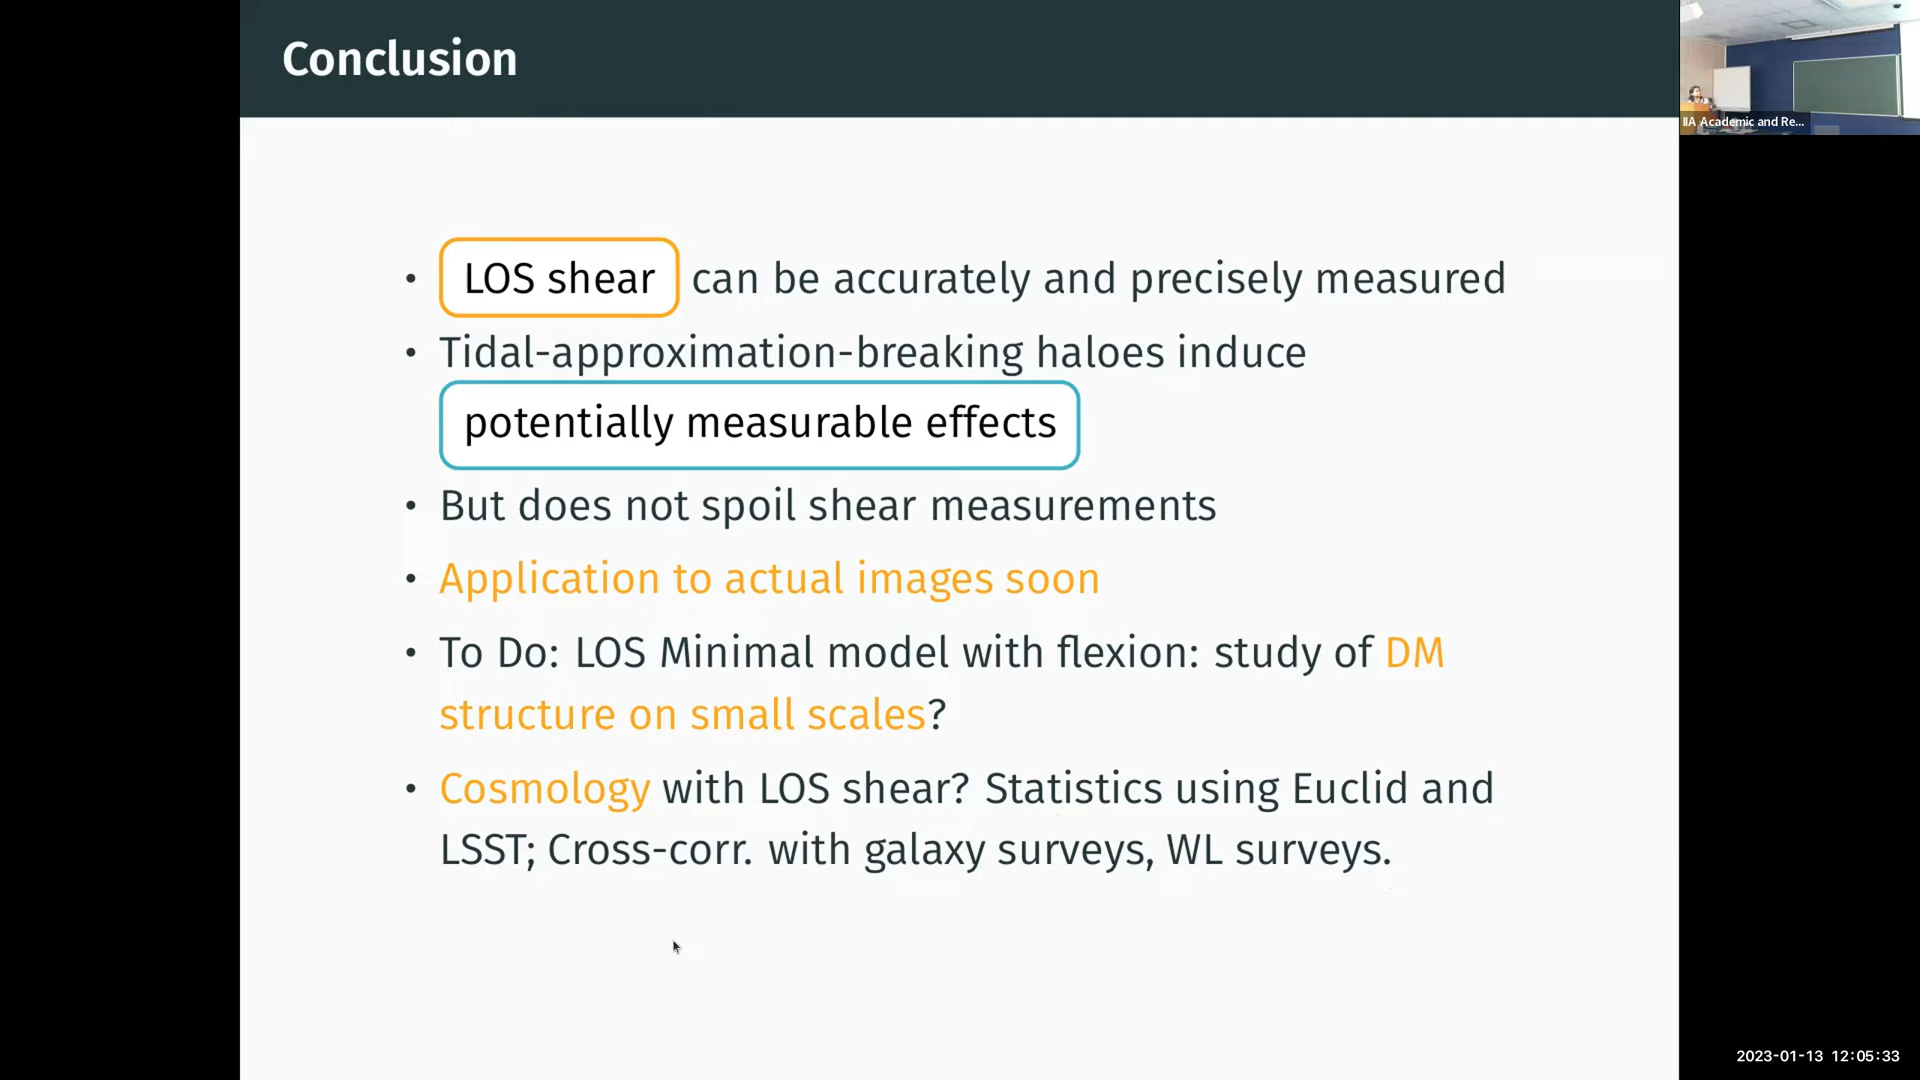 Conclusion
IIA Academic and Re...
• LOS shear can be accurately and precisely measured
• Tidal-approximation-breaking haloes induce
potentially measurable effects
• But does not spoil shear measurements
• Application to actual images soon
• To Do: LOS Minimal model with flexion: study of DM
structure on small scales?
• Cosmology with LOS shear? Statistics using Euclid and
LSST; Cross-corr. with galaxy surveys, WL surveys.
2023-01-13 12:05:33